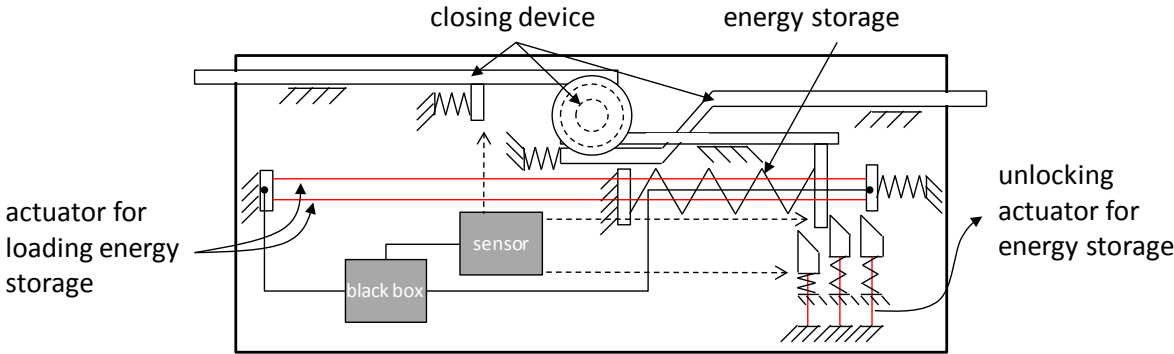 closing device
energy storage
actuator for
loading energy
storage
sensor
black box
unlocking
actuator for
energy storage